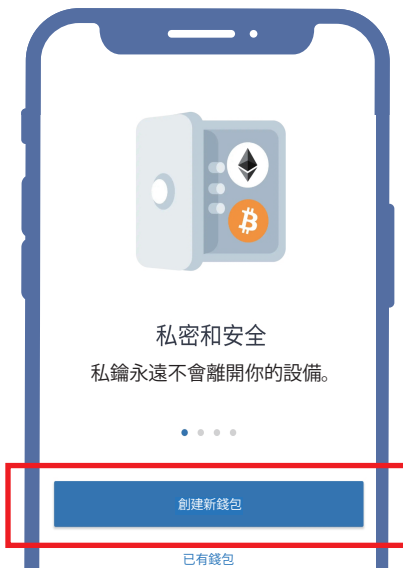 私密和安全
私鑰永遠不會離開你的設備。
創建新錢包
已有錢包